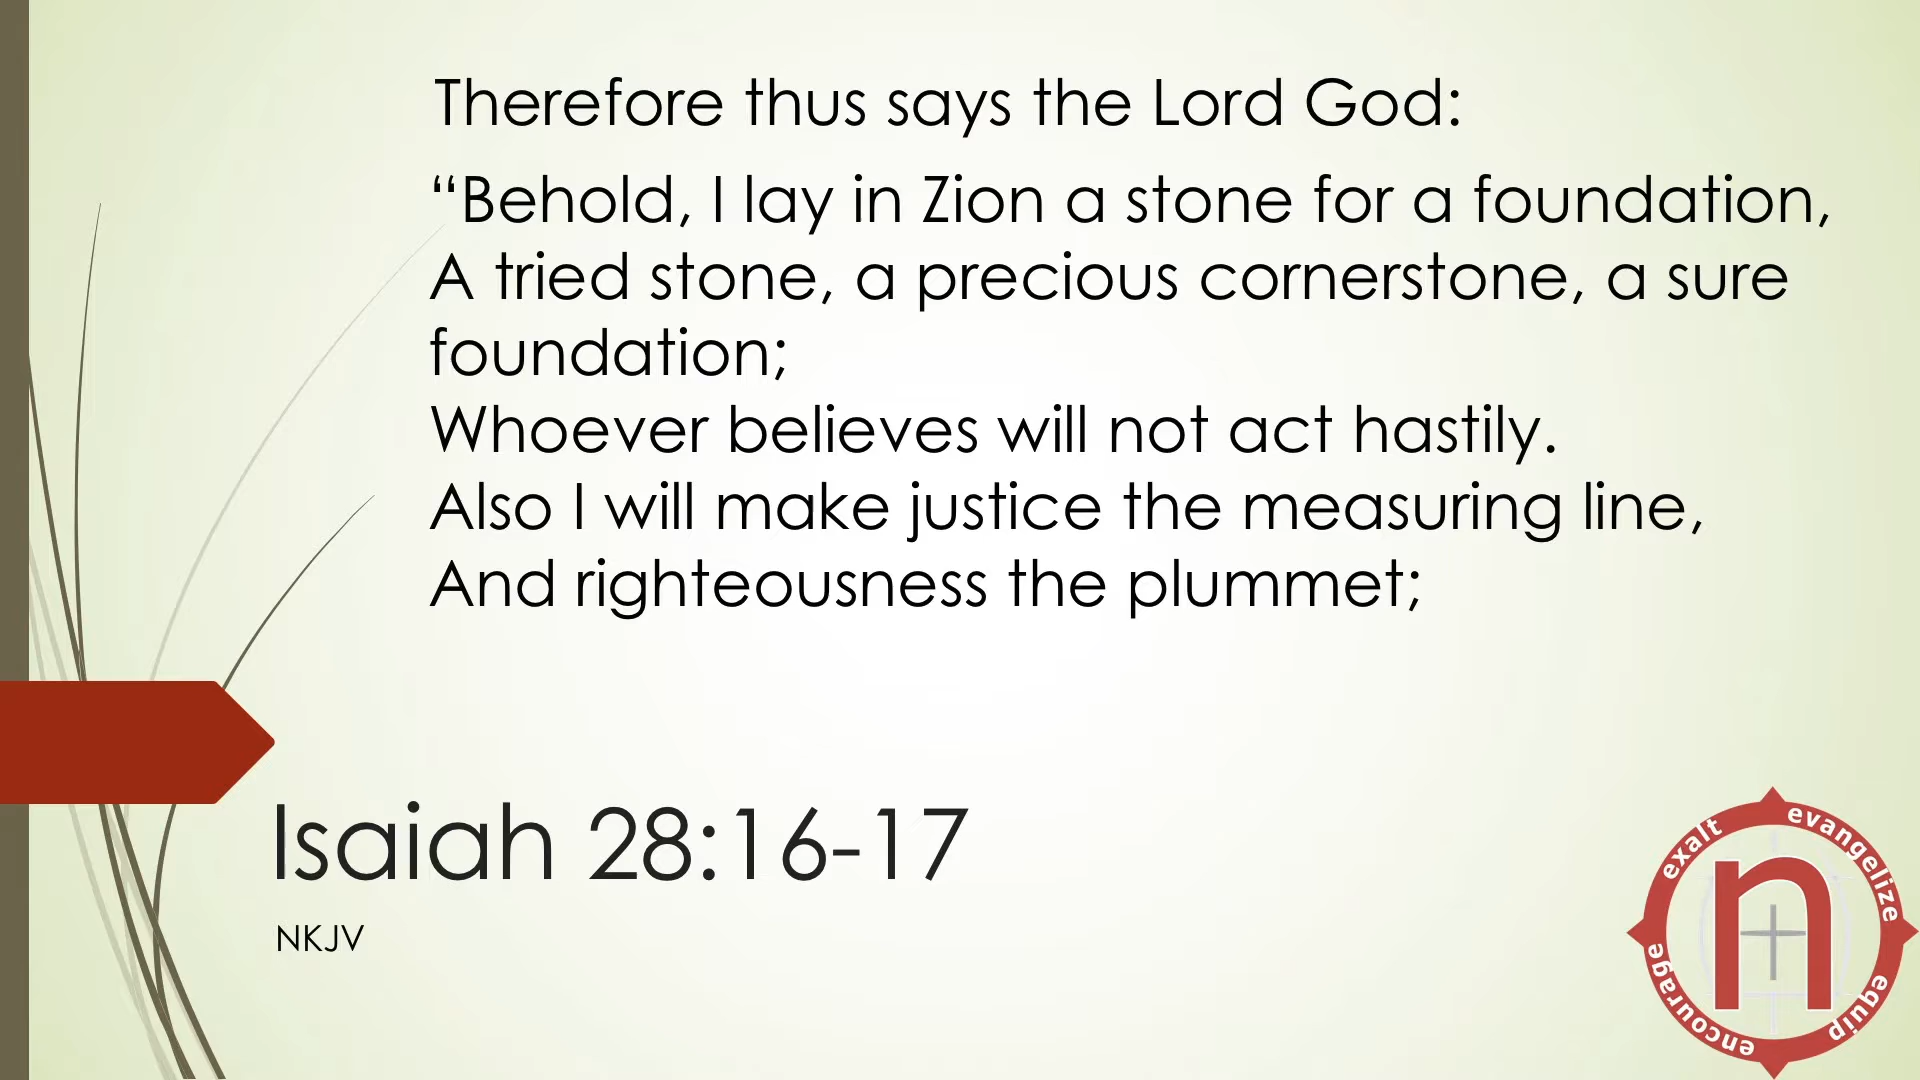 Therefore thus says the Lord God:
“Behold, I lay in Zion a stone for a foundation,
A tried stone, a precious cornerstone, a sure
foundation;
Whoever believes will not act hastily.
Also I will make justice the measuring line,
And righteousness the plummet;
Isaiah 28:16-17
NKJV
exalt
evangelize
n
equip
encourage